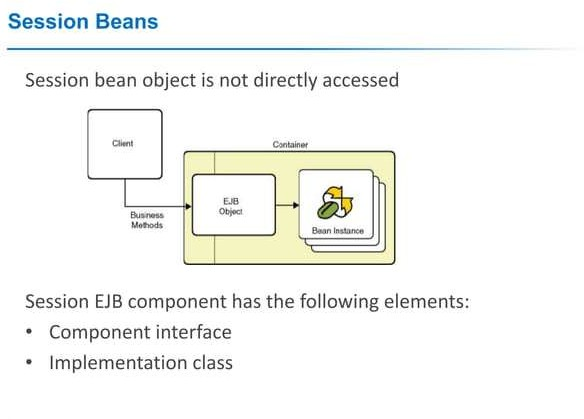 Session Beans
Session bean object is not directly accessed
Client
Container
EJB
Object
Business
Methods
Bean Instance
Session EJB component has the following elements:
• Component interface
• Implementation class